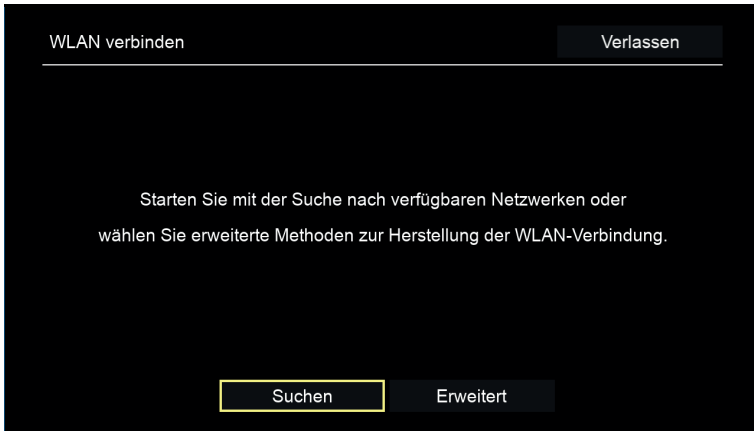 WLAN verbinden
Verlassen
Starten Sie mit der Suche nach verfügbaren Netzwerken oder
wählen Sie erweiterte Methoden zur Herstellung der WLAN-Verbindung.
Suchen
Erweitert